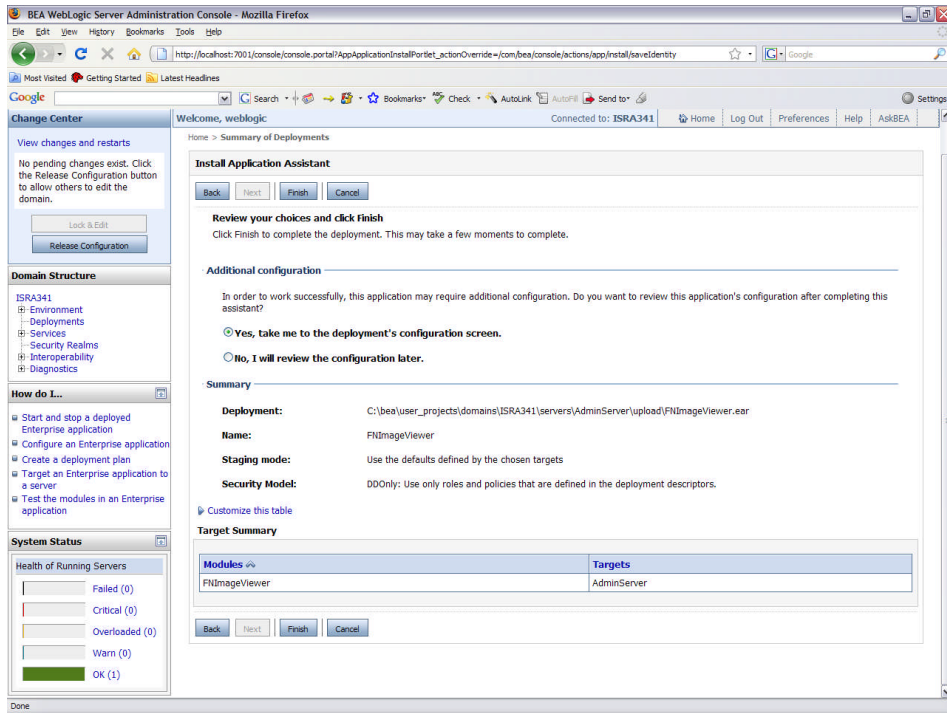 BEA WebLogic Server Administration Console - Mozilla Firefox
File Edit View History Bookmarks Tools Help
http://localhost:7001/console/console.portal?AppApplicationInstallPortlet_actionOverride=/com/bea/console/actions/app/install/saveIdentity
Google
Most Visited Getting Started Latest Headlines
Google Search Bookmarks Check AutoLink AutoFill Send to Settings
Change Center
View changes and restarts
No pending changes exist. Click
the Release Configuration button
to allow others to edit the
domain.
Lock & Edit
Release Configuration
Domain Structure
ISRA341
Environment
Deployments
Services
Security Realms
Interoperability
Diagnostics
How do I...
Start and stop a deployed
Enterprise application
Configure an Enterprise application
Create a deployment plan
Target an Enterprise application to
a server
Test the modules in an Enterprise
application
System Status
Health of Running Servers
Failed (0)
Critical (0)
Overloaded (0)
Warn (0)
OK (1)
Welcome, weblogic Connected to: ISRA341 Home Log Out Preferences Help AskBEA
Home > Summary of Deployments
Install Application Assistant
Back Next Finish Cancel
Review your choices and click Finish
Click Finish to complete the deployment. This may take a few moments to complete.
Additional configuration
In order to work successfully, this application may require additional configuration. Do you want to review this application's configuration after completing this
assistant?
Yes, take me to the deployment's configuration screen.
No, I will review the configuration later.
Summary
Deployment: C:\bea\user_projects\domains\ISRA341\servers\AdminServer\upload\FNImageViewer.ear
Name: FNImageViewer
Staging mode: Use the defaults defined by the chosen targets
Security Model: DDOnly: Use only roles and policies that are defined in the deployment descriptors.
Customize this table
Target Summary
Modules Targets
FNImageViewer AdminServer
Back Next Finish Cancel
Done